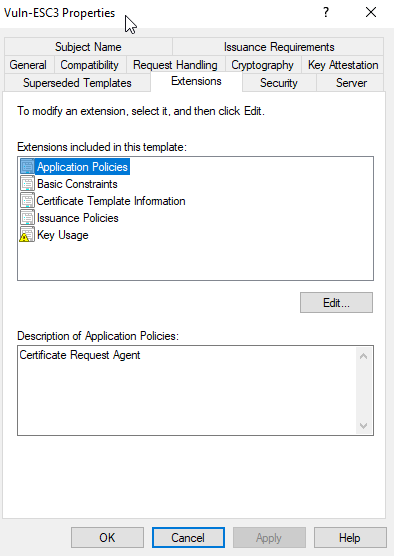 Vuln-ESC3 Properties
?
Subject Name
Issuance Requirements
General
Compatibility
Request Handling
Cryptography
Key Attestation
Superseded Templates
Extensions
Security
Server
To modify an extension, select it, and then click Edit.
Extensions included in this template:
Application Policies
Basic Constraints
Certificate Template Information
Issuance Policies
Key Usage
Edit...
Description of Application Policies:
Certificate Request Agent
OK
Cancel
Apply
Help